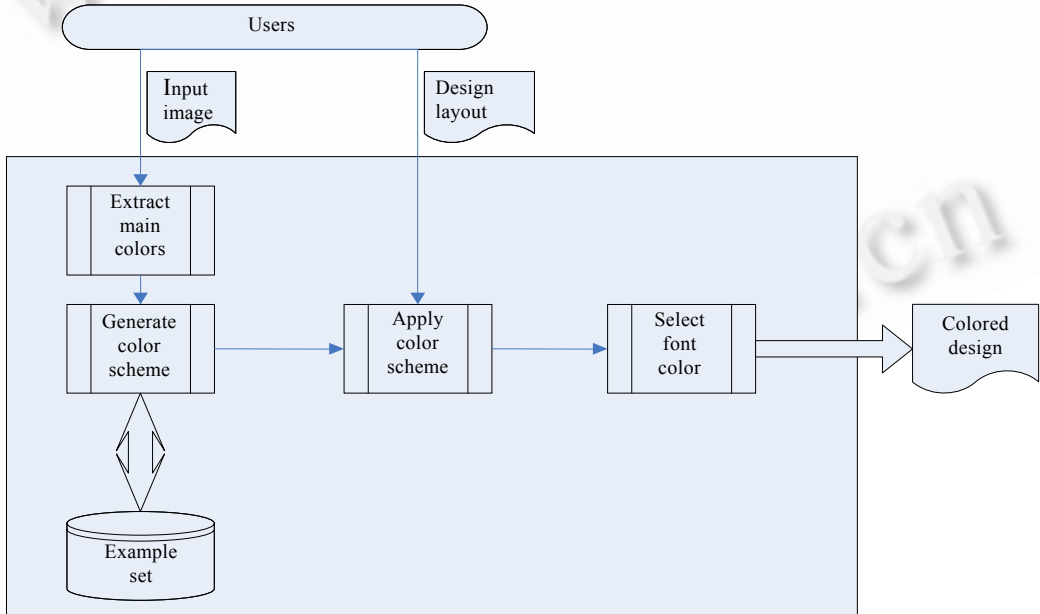 Users
Input
image
Design
layout
Extract
main
colors
Generate
color
scheme
Apply
color
scheme
Select
font
color
Colored
design
Example
set
cn